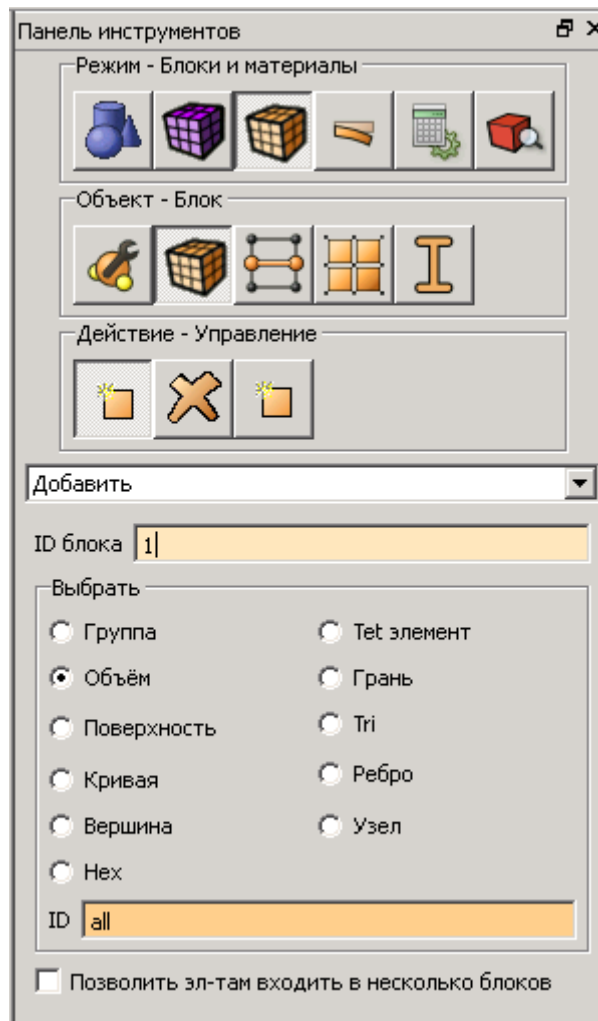 Панель инструментов
Режим - Блоки и материалы
Объект - Блок
Действие - Управление
Добавить
ID блока 1
Выбрать
Группа Tet элемент
Объём Грань
Поверхность Tri
Кривая Ребро
Вершина Узел
Hex
ID all
Позволить эл-там входить в несколько блоков